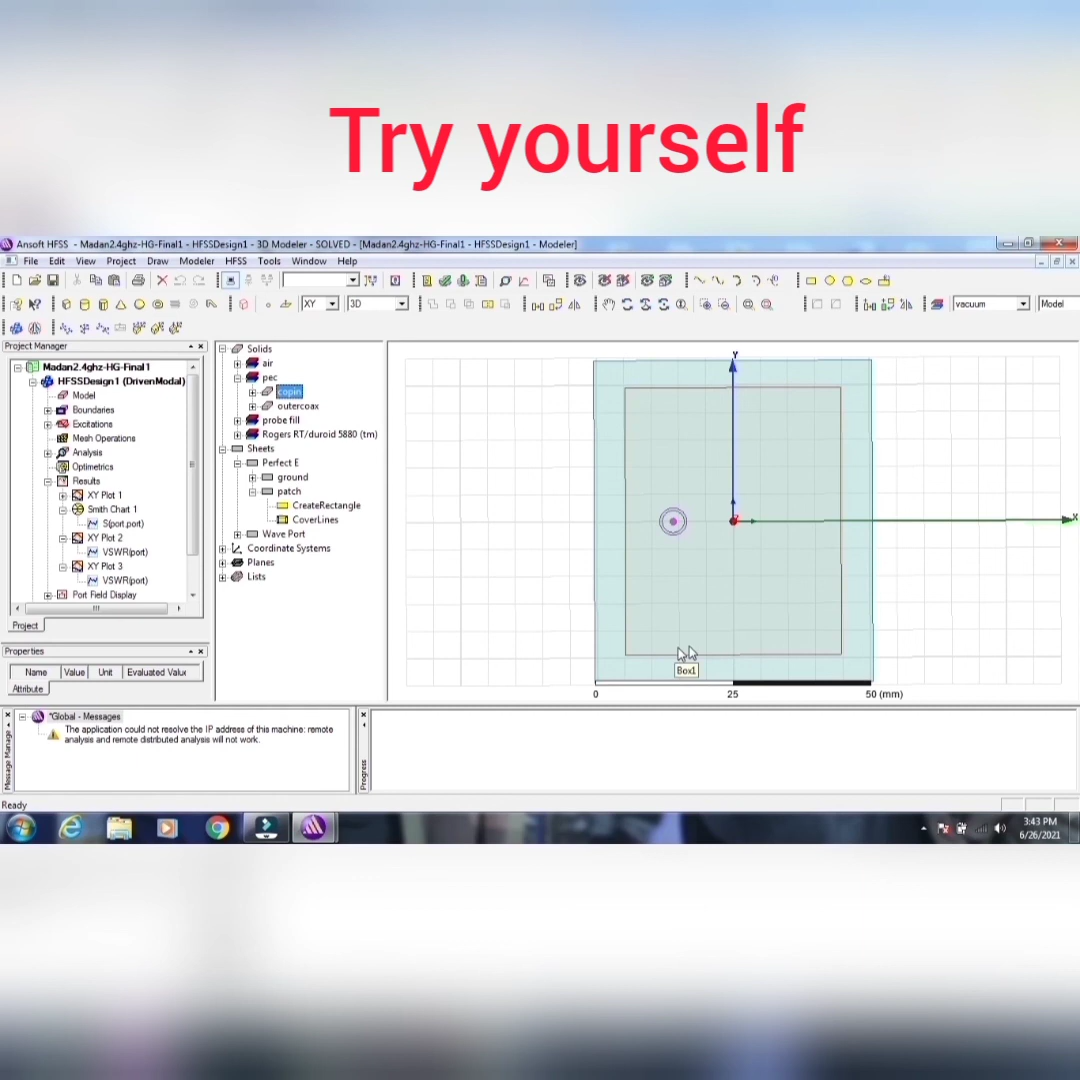 Try yourself
Ansoft HFSS - Madan2.4ghz-HG-Final1 - HFSSDesign1 - 3D Modeler - SOLVED - [Madan2.4ghz-HG-Final1 - HFSSDesign1 - Modeler]
File Edit View Project Draw Modeler HFSS Tools Window Help
XY 3D vacuum Model
Project Manager
Madan2.4ghz-HG-Final1
HFSSDesign1 (DrivenModal)
Model
Boundaries
Excitations
Mesh Operations
Analysis
Optimetrics
Results
XY Plot 1
Smith Chart 1
S(port,port)
XY Plot 2
VSWR(port)
XY Plot 3
VSWR(port)
Port Field Display
Project
Properties
Name Value Unit Evaluated Value
Attribute
Solids
air
pec
copin
outercoax
probe fill
Rogers RT/duroid 5880 (tm)
Sheets
Perfect E
ground
patch
CreateRectangle
CoverLines
Wave Port
Coordinate Systems
Planes
Lists
Y
X
Z
Box1
0 25 50 (mm)
Message Manage
*Global - Messages
The application could not resolve the IP address of this machine: remote
analysis and remote distributed analysis will not work.
Progress
Ready
3:43 PM
6/26/2021